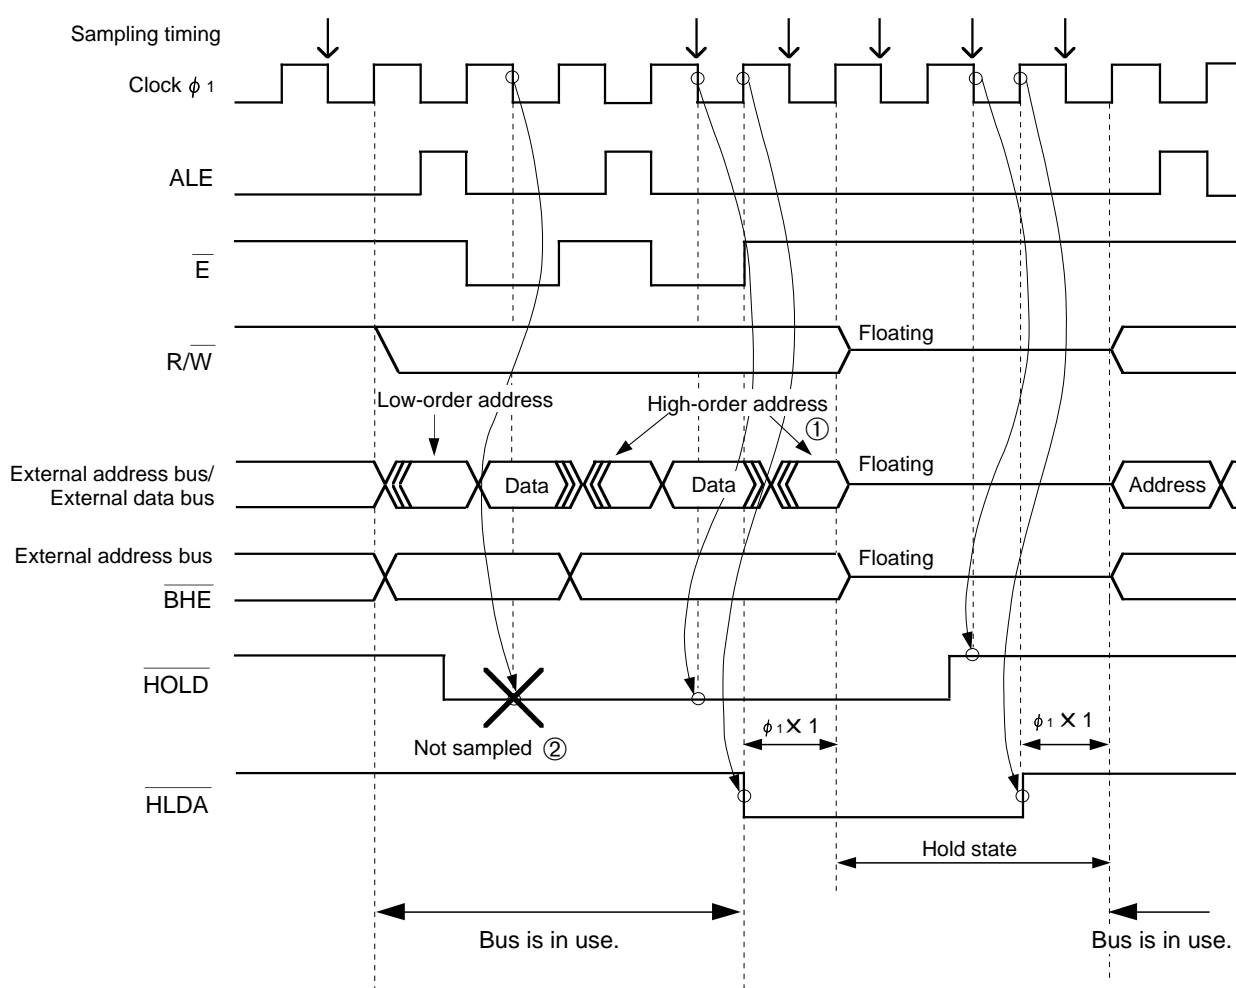 Sampling timing
Clock ϕ 1
ALE
E
R/W
Floating
Low-order address
High-order address
①
External address bus/
External data bus
Data
Data
Floating
Address
External address bus
BHE
Floating
HOLD
Not sampled ②
ϕ 1 X 1
ϕ 1 X 1
HLDA
Hold state
Bus is in use.
Bus is in use.